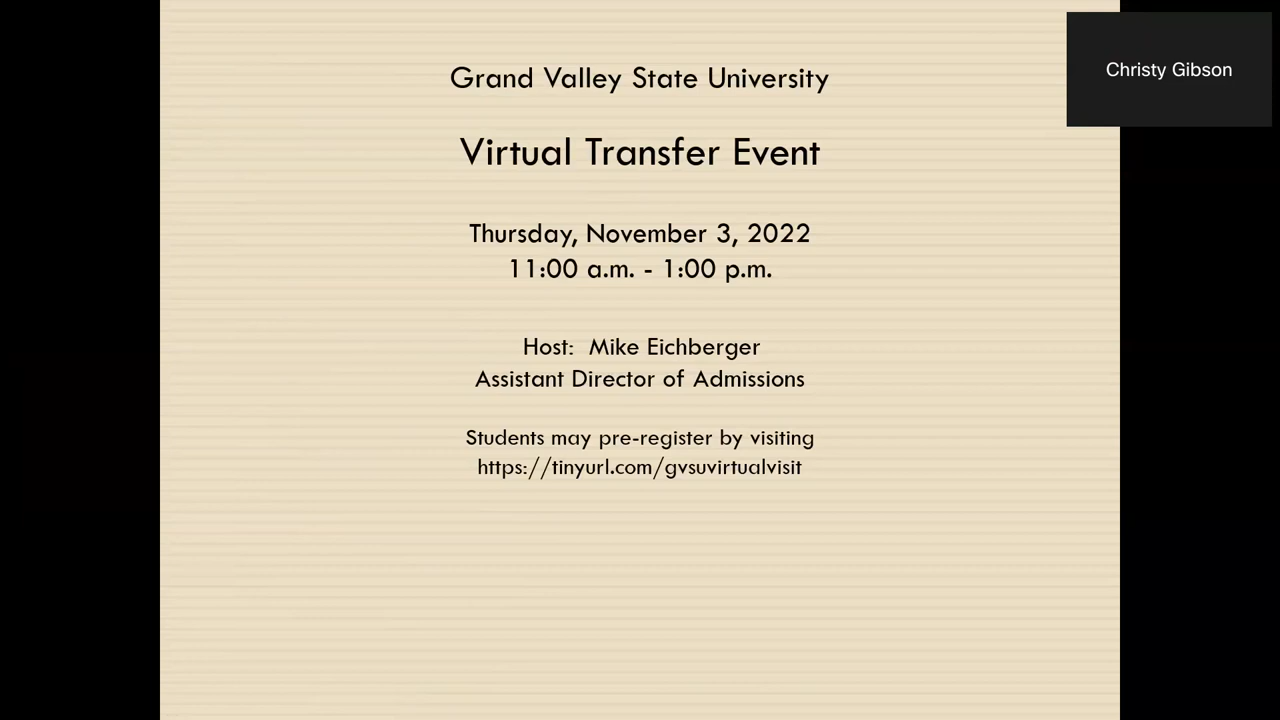 Grand Valley State University
Christy Gibson
Virtual Transfer Event
Thursday, November 3, 2022
11:00 a.m. - 1:00 p.m.
Host: Mike Eichberger
Assistant Director of Admissions
Students may pre-register by visiting
https://tinyurl.com/gvsuvirtualvisit